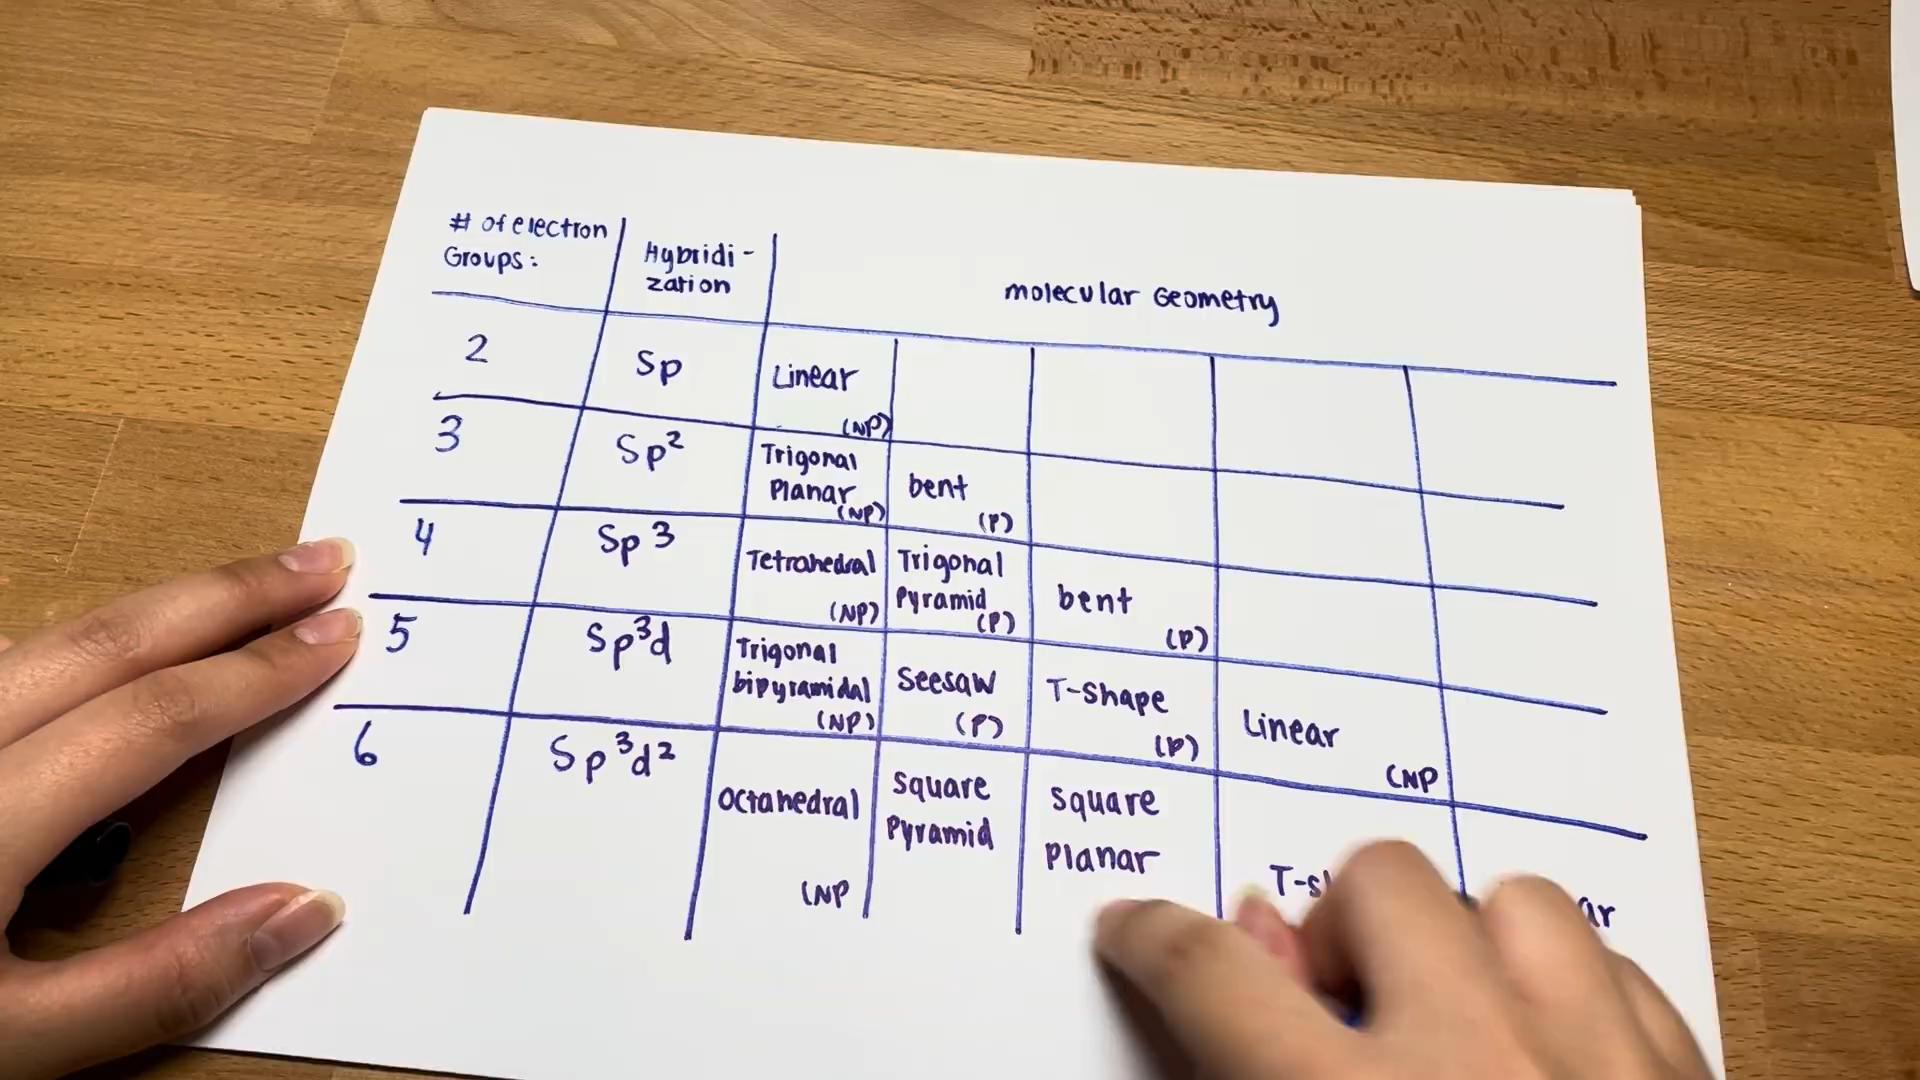 # of electron
Groups:
Hybridi-
zation
molecular Geometry
2
Sp
Linear
(NP)
3
Sp²
Trigonal
Planar
(NP)
bent
(P)
4
Sp3
Tetrahedral
(NP)
Trigonal
Pyramid
(P)
bent
(P)
5
Sp³d
Trigonal
bipyramidal
(NP)
Seesaw
(P)
T-Shape
(P)
Linear
(NP
6
Sp³d²
Octahedral
(NP
Square
Pyramid
Square
Planar